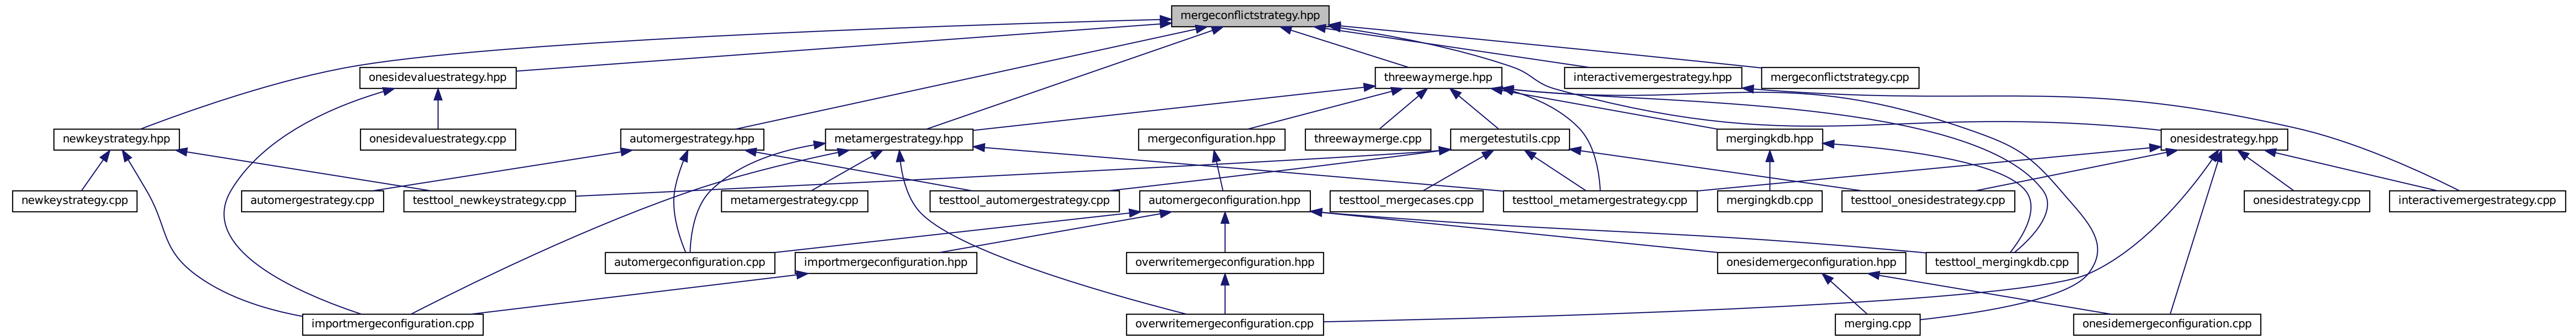 mergeconflictstrategy.hpp
onesidevaluestrategy.hpp
threewaymerge.hpp
interactivemergestrategy.hpp
mergeconflictstrategy.cpp
newkeystrategy.hpp
onesidevaluestrategy.cpp
automergestrategy.hpp
metamergestrategy.hpp
mergeconfiguration.hpp
threewaymerge.cpp
mergetestutils.cpp
mergingkdb.hpp
onesidestrategy.hpp
newkeystrategy.cpp
automergestrategy.cpp
testtool_newkeystrategy.cpp
metamergestrategy.cpp
testtool_automergestrategy.cpp
automergeconfiguration.hpp
testtool_mergecases.cpp
testtool_metamergestrategy.cpp
mergingkdb.cpp
testtool_onesidestrategy.cpp
onesidestrategy.cpp
interactivemergestrategy.cpp
automergeconfiguration.cpp
importmergeconfiguration.hpp
overwritemergeconfiguration.hpp
onesidemergeconfiguration.hpp
testtool_mergingkdb.cpp
importmergeconfiguration.cpp
overwritemergeconfiguration.cpp
merging.cpp
onesidemergeconfiguration.cpp